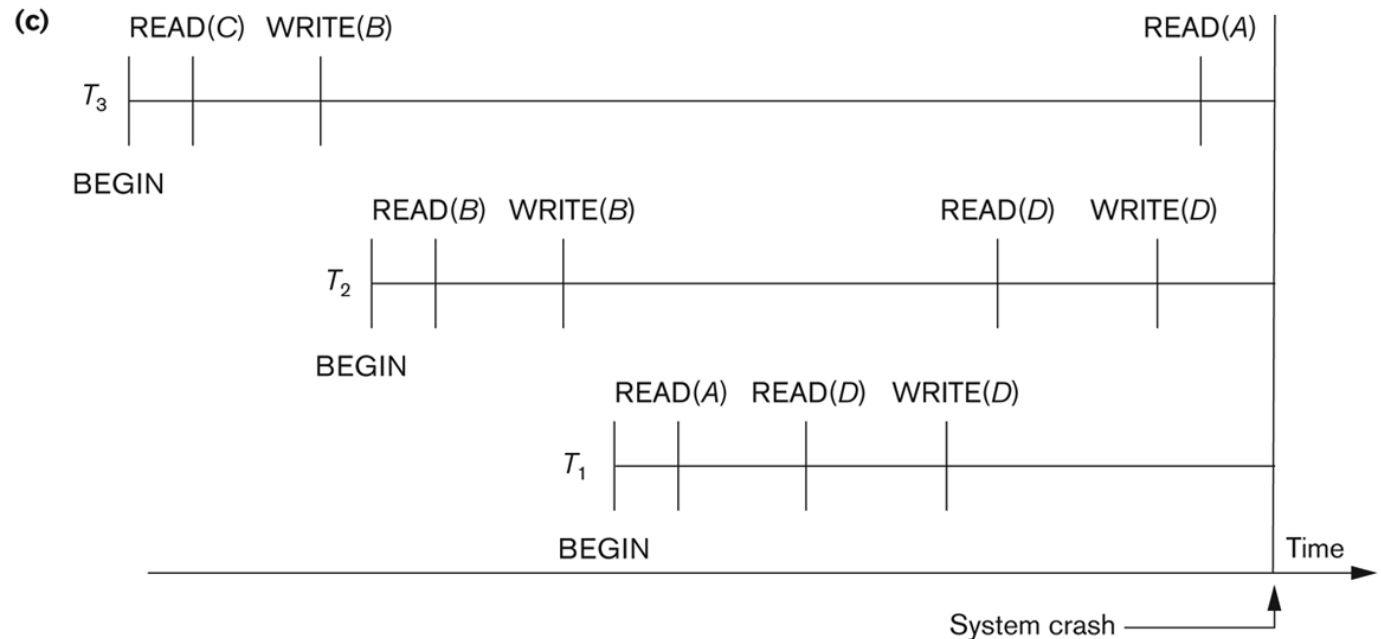 (c)
READ(C) WRITE(B) READ(A)
T3
BEGIN
READ(B) WRITE(B) READ(D) WRITE(D)
T2
BEGIN
READ(A) READ(D) WRITE(D)
T1
BEGIN
Time
System crash